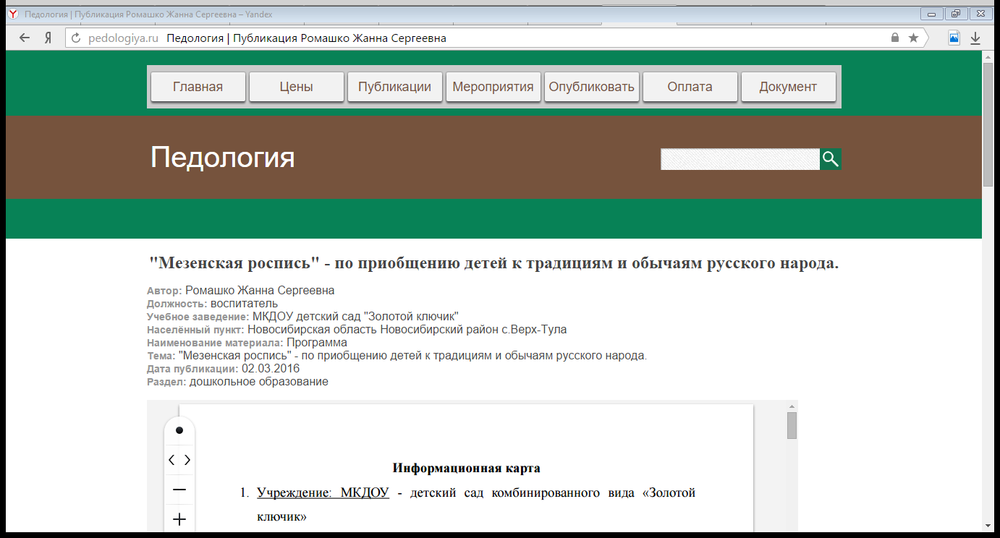 Педология | Публикация Ромашко Жанна Сергеевна – Yandex
Я pedologiya.ru Педология | Публикация Ромашко Жанна Сергеевна
Главная Цены Публикации Мероприятия Опубликовать Оплата Документ
Педология
"Мезенская роспись" - по приобщению детей к традициям и обычаям русского народа.
Автор: Ромашко Жанна Сергеевна
Должность: воспитатель
Учебное заведение: МКДОУ детский сад "Золотой ключик"
Населённый пункт: Новосибирская область Новосибирский район с.Верх-Тула
Наименование материала: Программа
Тема: "Мезенская роспись" - по приобщению детей к традициям и обычаям русского народа.
Дата публикации: 02.03.2016
Раздел: дошкольное образование
Информационная карта
1. Учреждение: МКДОУ - детский сад комбинированного вида «Золотой
ключик»